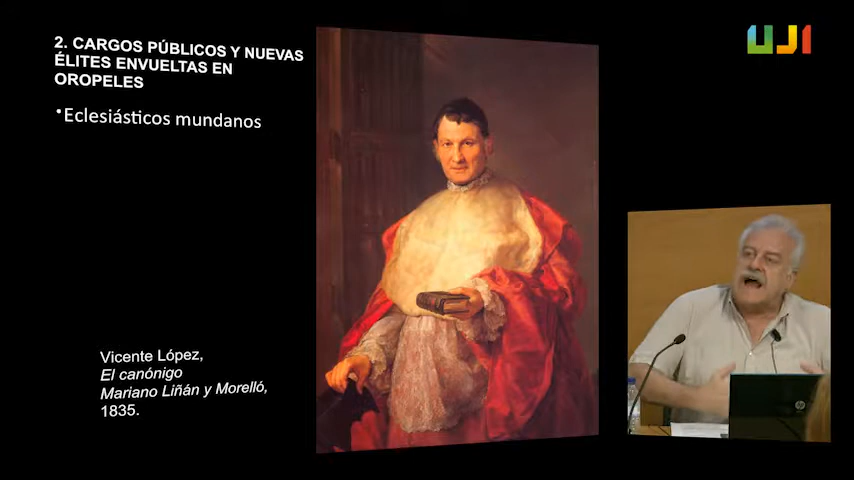 2. CARGOS PÚBLICOS Y NUEVAS
ÉLITES ENVUELTAS EN
OROPELES
•Eclesiásticos mundanos
Vicente López,
El canónigo
Mariano Liñán y Morelló,
1835.
UJI
hp